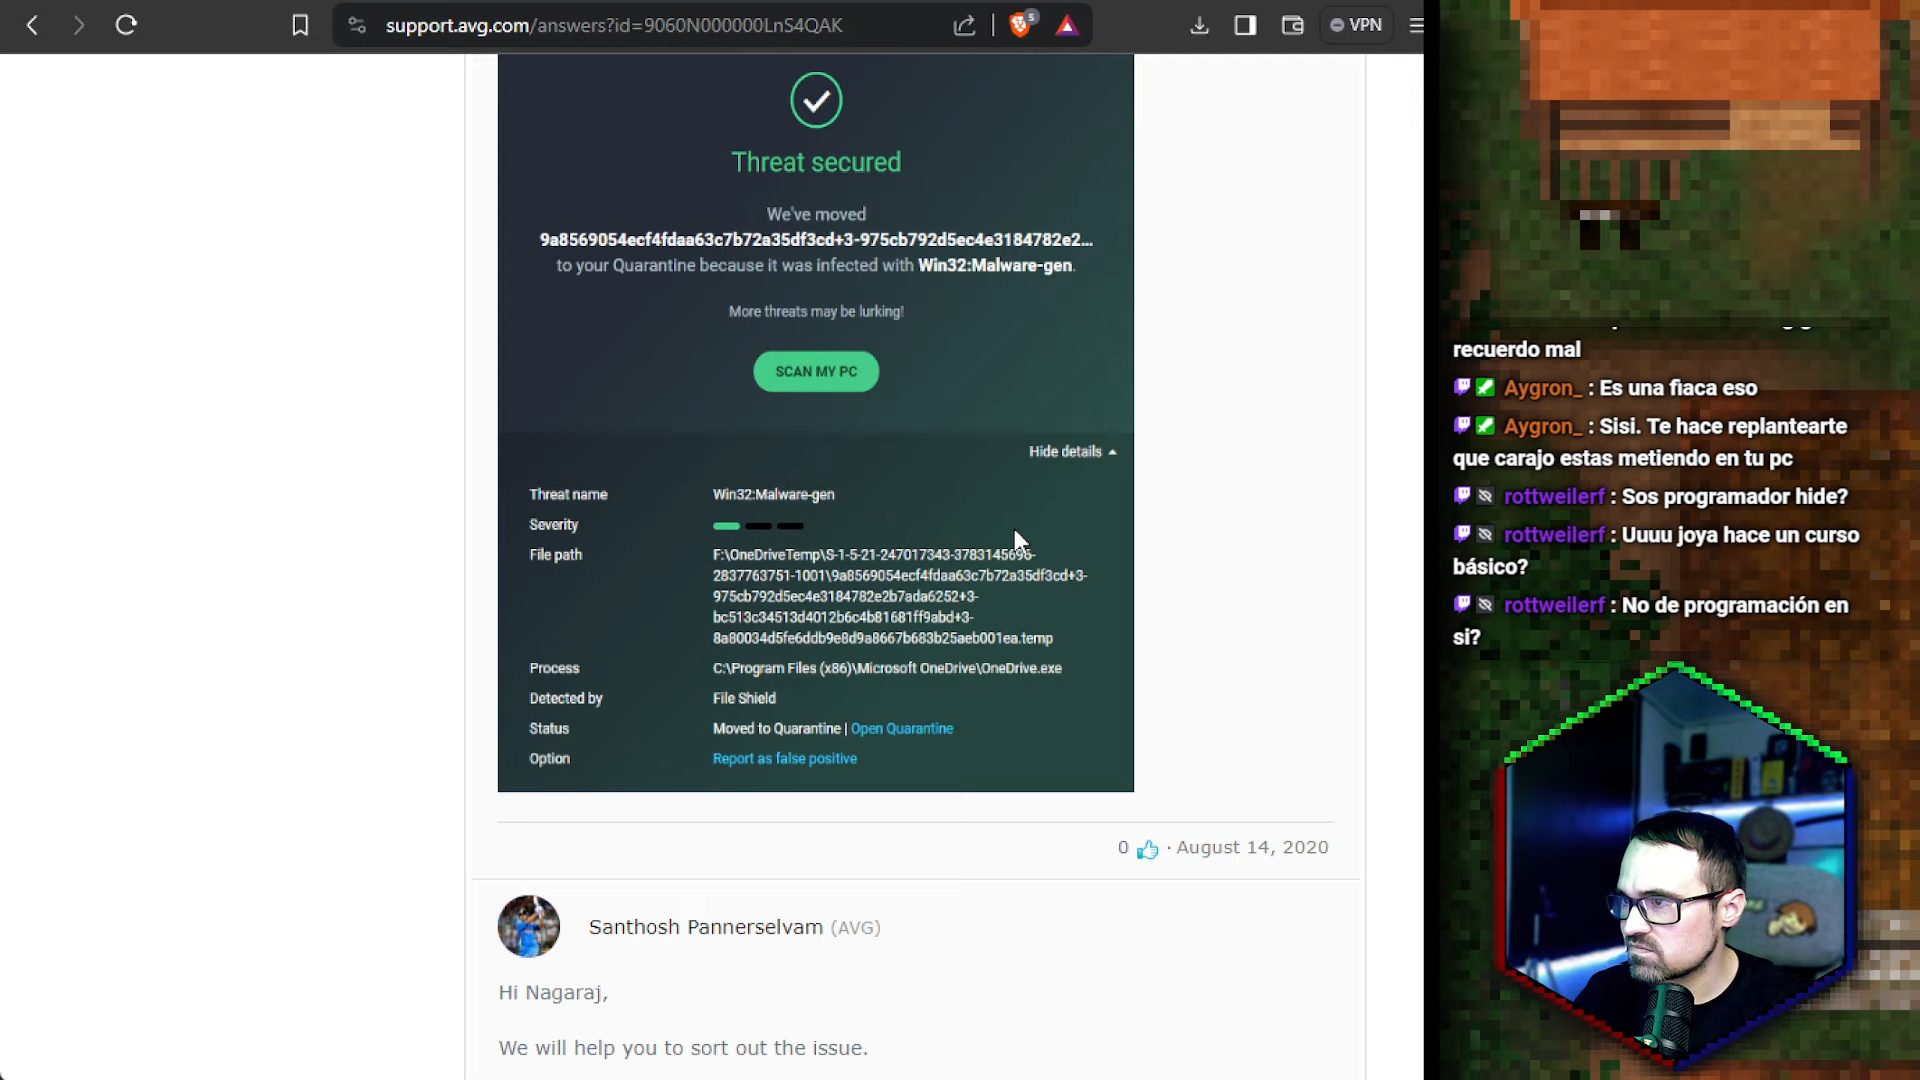 support.avg.com/answers?id=9060N000000LnS4QAK
5
VPN
Threat secured
We've moved
9a8569054ecf4fdaa63c7b72a35df3cd+3-975cb792d5ec4e3184782e2...
to your Quarantine because it was infected with Win32:Malware-gen.
More threats may be lurking!
SCAN MY PC
Hide details
Threat name Win32:Malware-gen
Severity
File path F:\OneDriveTemp\S-1-5-21-247017343-3783145696-
2837763751-1001\9a8569054ecf4fdaa63c7b72a35df3cd+3-
975cb792d5ec4e3184782e2b7ada6252+3-
bc513c34513d4012b6c4b81681ff9abd+3-
8a80034d5fe6ddb9e8d9a8667b683b25aeb001ea.temp
Process C:\Program Files (x86)\Microsoft OneDrive\OneDrive.exe
Detected by File Shield
Status Moved to Quarantine | Open Quarantine
Option Report as false positive
0 · August 14, 2020
Santhosh Pannerselvam (AVG)
Hi Nagaraj,
We will help you to sort out the issue.
recuerdo mal
Aygron_ : Es una fiaca eso
Aygron_ : Sisi. Te hace replantearte
que carajo estas metiendo en tu pc
rottweilerf : Sos programador hide?
rottweilerf : Uuuu joya hace un curso
básico?
rottweilerf : No de programación en
si?